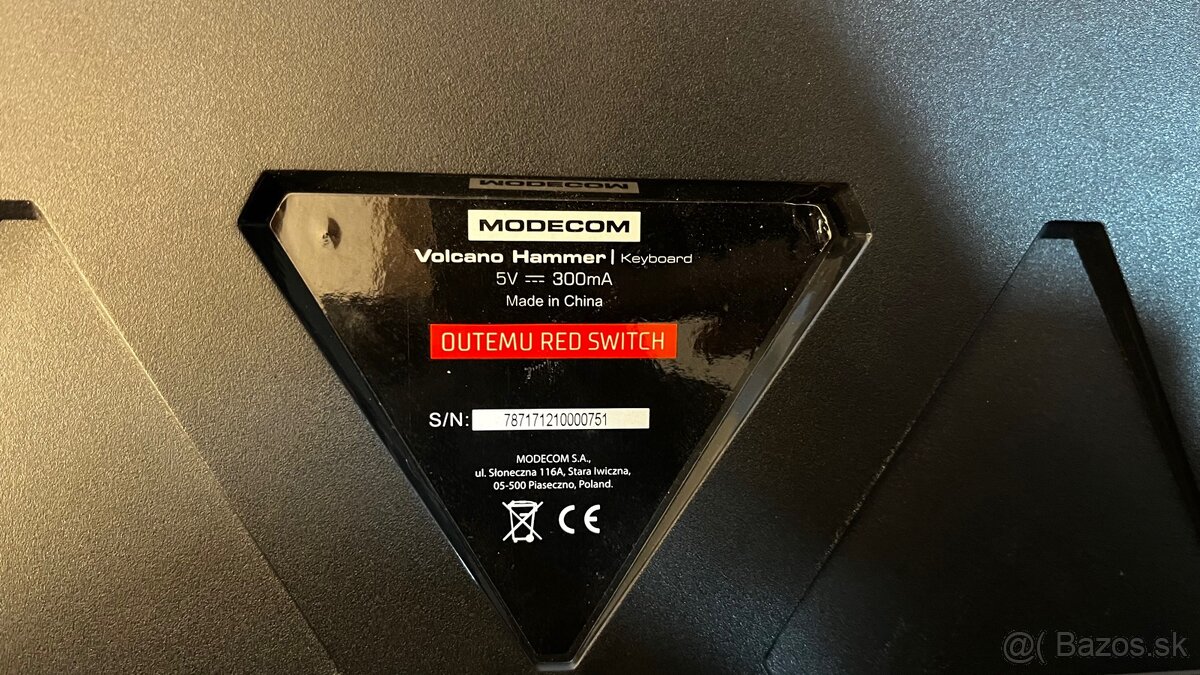 MODECOM
Volcano Hammer | Keyboard
5V ⎓ 300mA
Made in China
OUTEMU RED SWITCH
S/N: 787171210000751
MODECOM S.A.,
ul. Słoneczna 116A, Stara Iwiczna,
05-500 Piaseczno, Poland.
CE
@( Bazos.sk